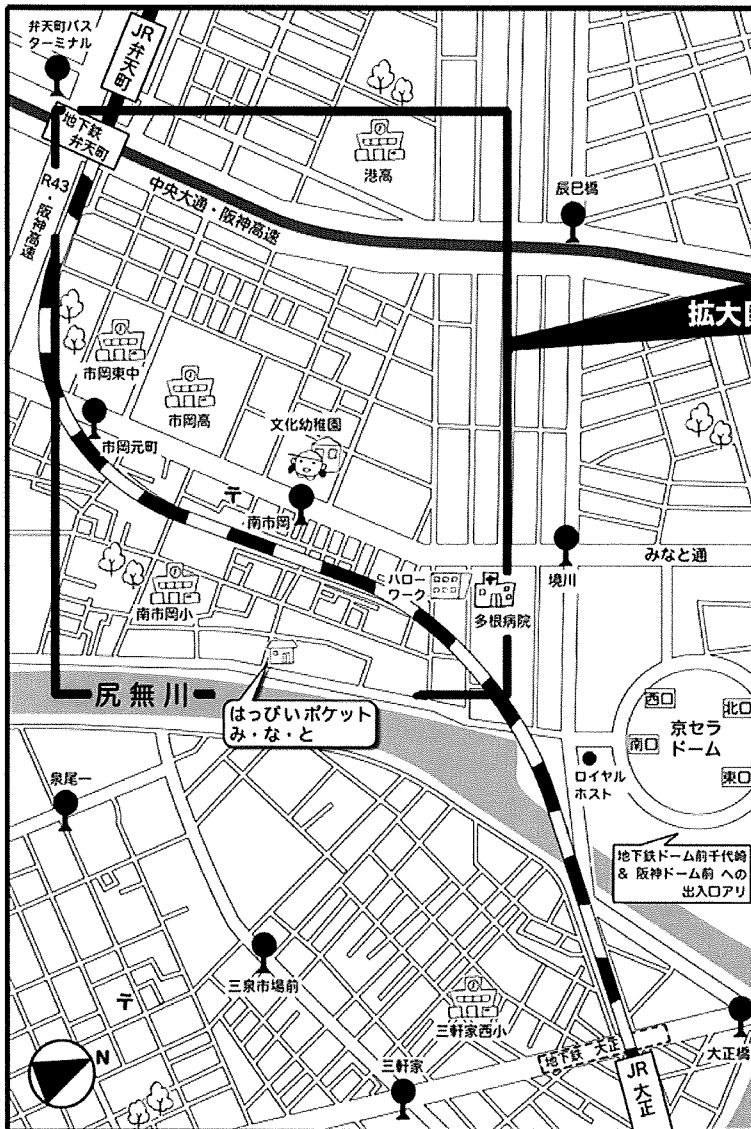 弁天町バス
ターミナル
JR
弁天町
地下鉄
弁天町
R43・阪神高速
中央大通・阪神高速
港高
辰巳橋
拡大
市岡東中
市岡高
市岡元町
文化幼稚園
〒
南市岡
みなと通
境川
ハロー
ワーク
多根病院
南市岡小
尻無川
はっぴいポケット
み・な・と
西口
北口
京セラ
ドーム
南口
東口
ロイヤル
ホスト
泉尾一
地下鉄ドーム前千代崎
& 阪神ドーム前 への
出入口アリ
三泉市場前
〒
三軒家西小
N
三軒家
地下鉄 大正
大正橋
JR
大正